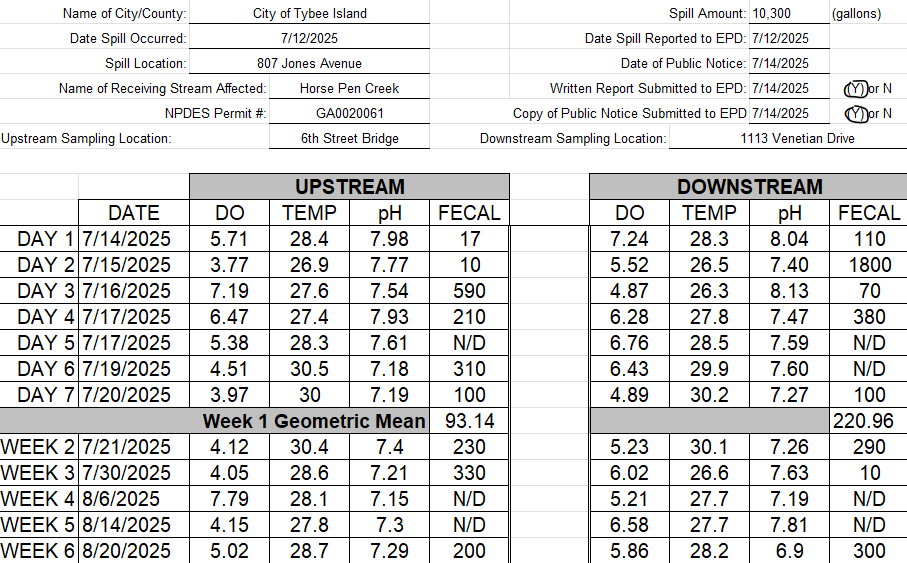 Name of City/County: City of Tybee Island Spill Amount: 10,300 (gallons)
Date Spill Occurred: 7/12/2025 Date Spill Reported to EPD: 7/12/2025
Spill Location: 807 Jones Avenue Date of Public Notice: 7/14/2025
Name of Receiving Stream Affected: Horse Pen Creek Written Report Submitted to EPD: 7/14/2025 (Y) or N
NPDES Permit #: GA0020061 Copy of Public Notice Submitted to EPD 7/14/2025 (Y) or N
Upstream Sampling Location: 6th Street Bridge Downstream Sampling Location: 1113 Venetian Drive
UPSTREAM DOWNSTREAM
DATE DO TEMP pH FECAL DO TEMP pH FECAL
DAY 1 7/14/2025 5.71 28.4 7.98 17 7.24 28.3 8.04 110
DAY 2 7/15/2025 3.77 26.9 7.77 10 5.52 26.5 7.40 1800
DAY 3 7/16/2025 7.19 27.6 7.54 590 4.87 26.3 8.13 70
DAY 4 7/17/2025 6.47 27.4 7.93 210 6.28 27.8 7.47 380
DAY 5 7/17/2025 5.38 28.3 7.61 N/D 6.76 28.5 7.59 N/D
DAY 6 7/19/2025 4.51 30.5 7.18 310 6.43 29.9 7.60 N/D
DAY 7 7/20/2025 3.97 30 7.19 100 4.89 30.2 7.27 100
Week 1 Geometric Mean 93.14 220.96
WEEK 2 7/21/2025 4.12 30.4 7.4 230 5.23 30.1 7.26 290
WEEK 3 7/30/2025 4.05 28.6 7.21 330 6.02 26.6 7.63 10
WEEK 4 8/6/2025 7.79 28.1 7.15 N/D 5.21 27.7 7.19 N/D
WEEK 5 8/14/2025 4.15 27.8 7.3 N/D 6.58 27.7 7.81 N/D
WEEK 6 8/20/2025 5.02 28.7 7.29 200 5.86 28.2 6.9 300